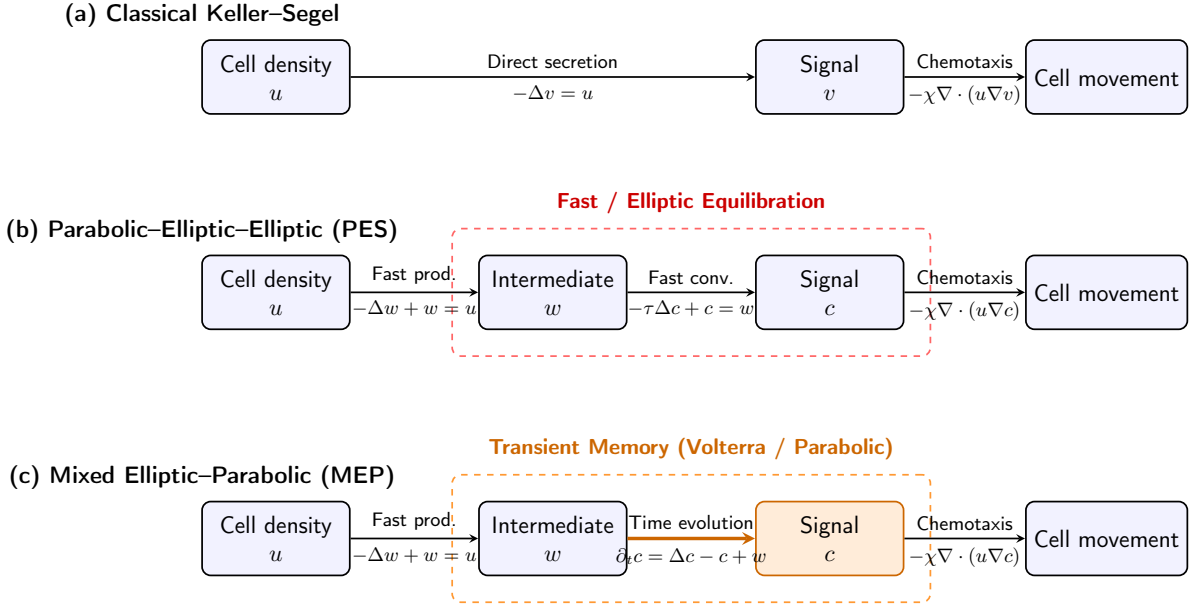 (a) Classical Keller–Segel
Cell density
u
Direct secretion
−Δv = u
Signal
v
Chemotaxis
−χ∇ · (u∇v)
Cell movement
Fast / Elliptic Equilibration
(b) Parabolic–Elliptic–Elliptic (PES)
Cell density
u
Fast prod.
−Δw + w = u
Intermediate
w
Fast conv.
−τΔc + c = w
Signal
c
Chemotaxis
−χ∇ · (u∇c)
Cell movement
Transient Memory (Volterra / Parabolic)
(c) Mixed Elliptic–Parabolic (MEP)
Cell density
u
Fast prod.
−Δw + w = u
Intermediate
w
Time evolution
∂ₜc = Δc − c + w
Signal
c
Chemotaxis
−χ∇ · (u∇c)
Cell movement